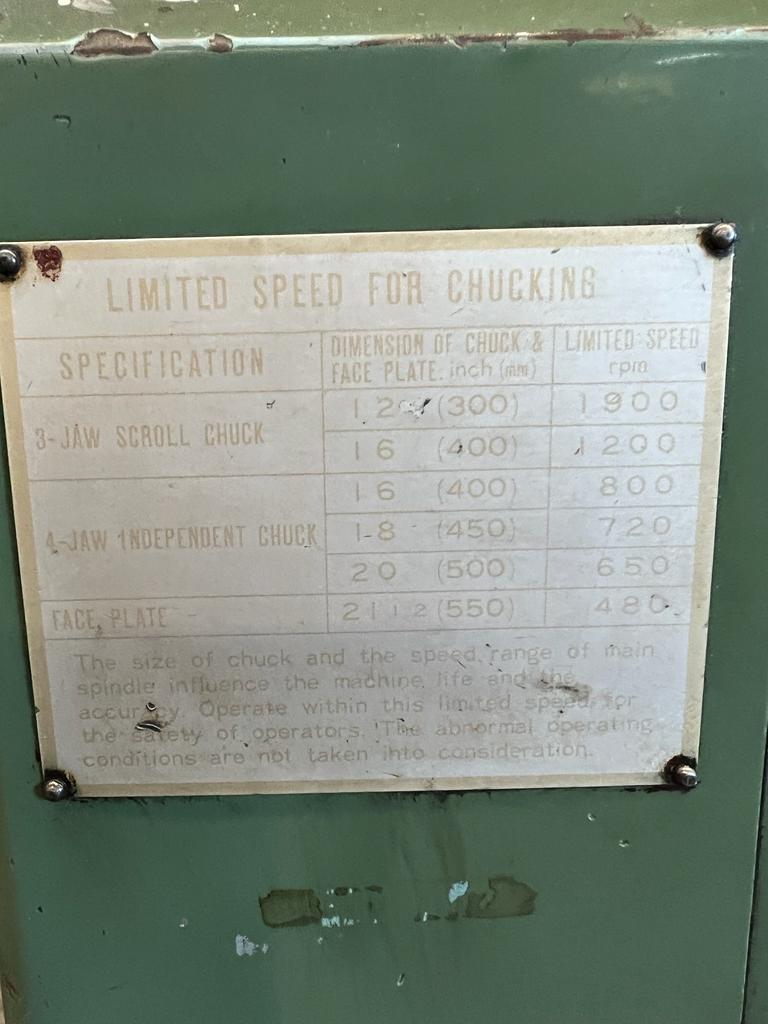 LIMITED SPEED FOR CHUCKING
SPECIFICATION
DIMENSION OF CHUCK &
FACE PLATE. inch (mm)
LIMITED SPEED
rpm
3-JAW SCROLL CHUCK
12 (300) 1900
16 (400) 1200
4-JAW INDEPENDENT CHUCK
16 (400) 800
18 (450) 720
20 (500) 650
FACE PLATE 21 1/2 (550) 480
The size of chuck and the speed range of main
spindle influence the machine life and the
accuracy. Operate within this limited speed for
the safety of operators. The abnormal operating
conditions are not taken into consideration.